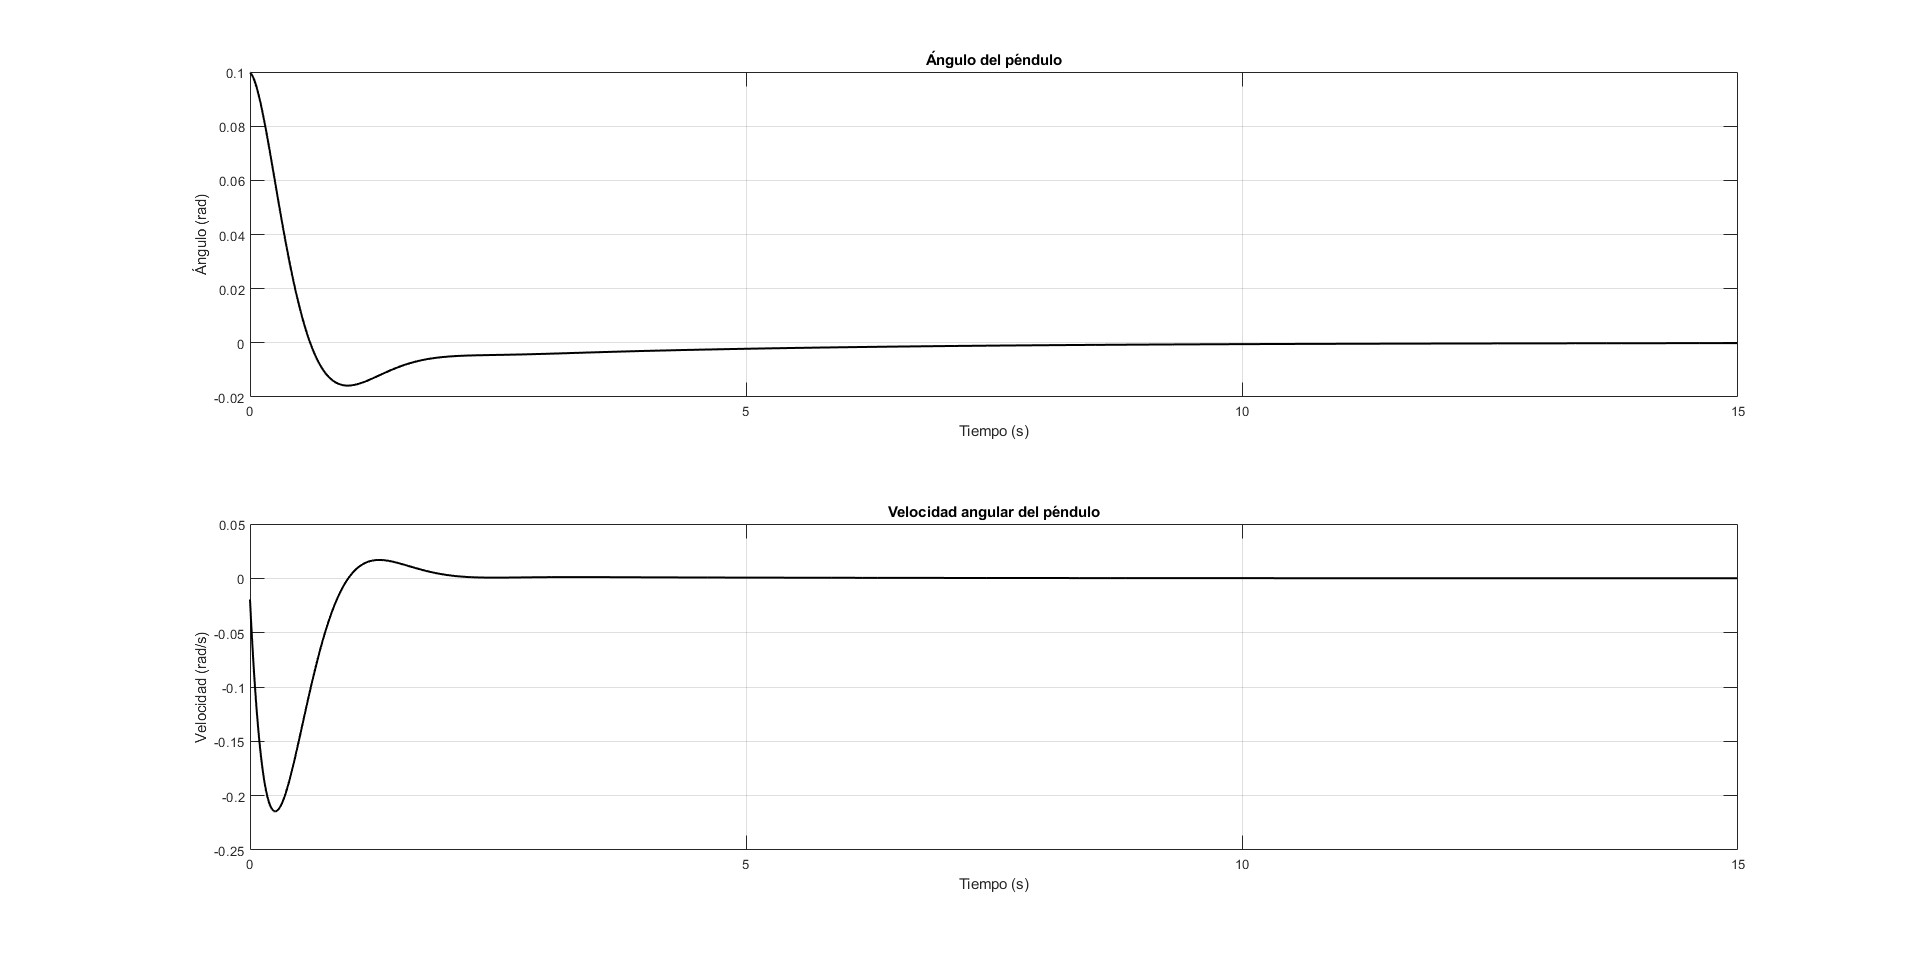 Ángulo del péndulo
0.1
0.08
0.06
0.04
0.02
0
-0.02
Ángulo (rad)
0 5 10 15
Tiempo (s)
Velocidad angular del péndulo
0.05
0
-0.05
-0.1
-0.15
-0.2
-0.25
Velocidad (rad/s)
0 5 10 15
Tiempo (s)